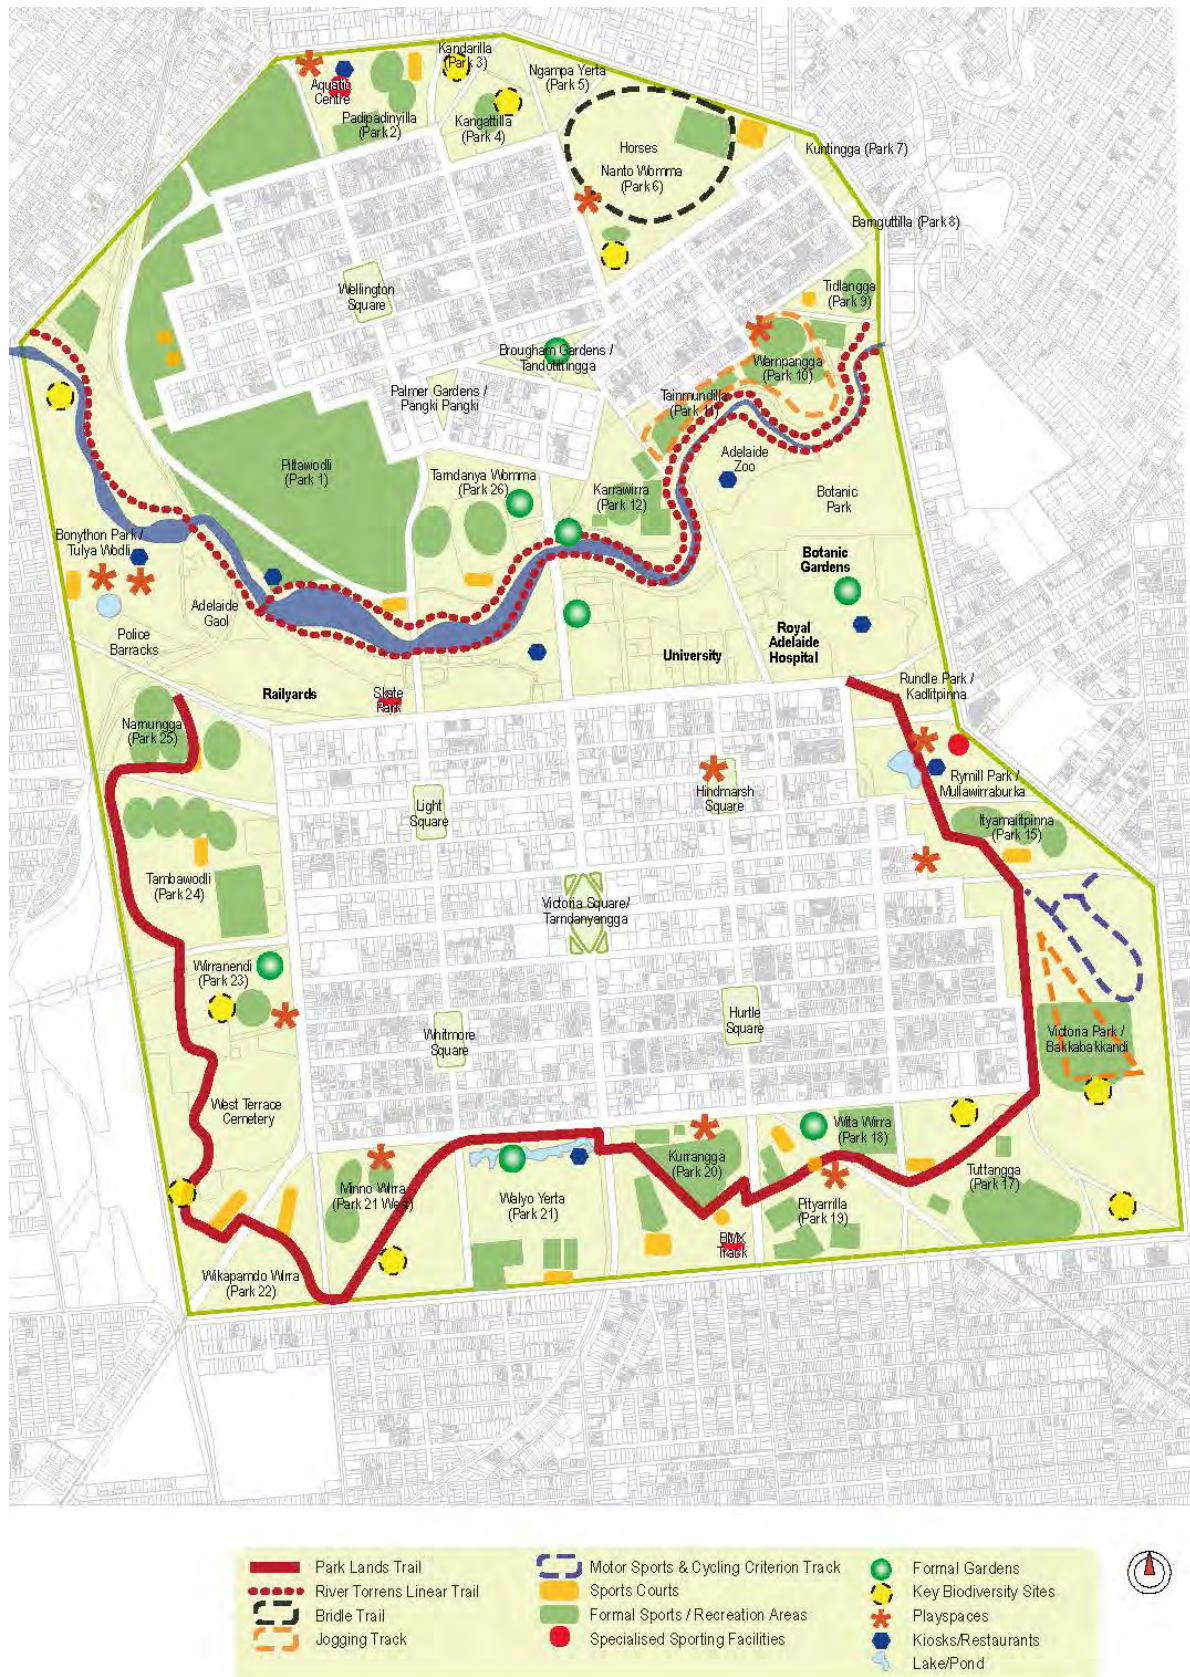 Kandarilla
(Park 3)
Ngampa Yerta
(Park 5)
Aquatic
Centre
Padipadinyilla
(Park 2)
Kangattilla
(Park 4)
Horses
Nanto Womma
(Park 6)
Kuntingga (Park 7)
Barnguttilla (Park 8)
Tidlangga
(Park 9)
Wellington
Square
Brougham Gardens /
Tandotittingga
Warnpangga
(Park 10)
Palmer Gardens /
Pangki Pangki
Tainmundilla
(Park 11)
Pittawodli
(Park 1)
Tarndanya Womma
(Park 26)
Karrawirra
(Park 12)
Adelaide
Zoo
Botanic
Park
Bonython Park /
Tulya Wodli
Botanic
Gardens
Adelaide
Gaol
Police
Barracks
University
Royal
Adelaide
Hospital
Railyards
Skate
Park
Rundle Park /
Kadlitpinna
Narnungga
(Park 25)
Rymill Park /
Mullawirraburka
Light
Square
Hindmarsh
Square
Ityamaiitpinna
(Park 15)
Tambawodli
(Park 24)
Victoria Square/
Tarndanyangga
Wirranendi
(Park 23)
Whitmore
Square
Hurtle
Square
Victoria Park /
Bakkabakkandi
West Terrace
Cemetery
Wita Wirra
(Park 18)
Kurrangga
(Park 20)
Minno Wirra
(Park 21 West)
Walyo Yerta
(Park 21)
Pityarrilla
(Park 19)
Tuttangga
(Park 17)
BMX
Track
Wikaparndo Wirra
(Park 22)
Park Lands Trail
River Torrens Linear Trail
Bridle Trail
Jogging Track
Motor Sports & Cycling Criterion Track
Sports Courts
Formal Sports / Recreation Areas
Specialised Sporting Facilities
Formal Gardens
Key Biodiversity Sites
Playspaces
Kiosks/Restaurants
Lake/Pond